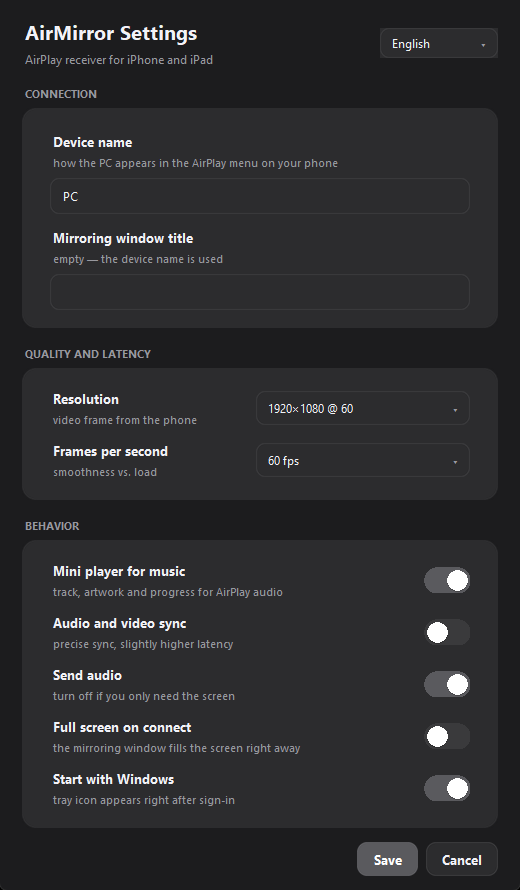 AirMirror Settings
English
AirPlay receiver for iPhone and iPad
CONNECTION
Device name
how the PC appears in the AirPlay menu on your phone
PC
Mirroring window title
empty — the device name is used
QUALITY AND LATENCY
Resolution
1920×1080 @ 60
video frame from the phone
Frames per second
60 fps
smoothness vs. load
BEHAVIOR
Mini player for music
track, artwork and progress for AirPlay audio
Audio and video sync
precise sync, slightly higher latency
Send audio
turn off if you only need the screen
Full screen on connect
the mirroring window fills the screen right away
Start with Windows
tray icon appears right after sign-in
Save
Cancel